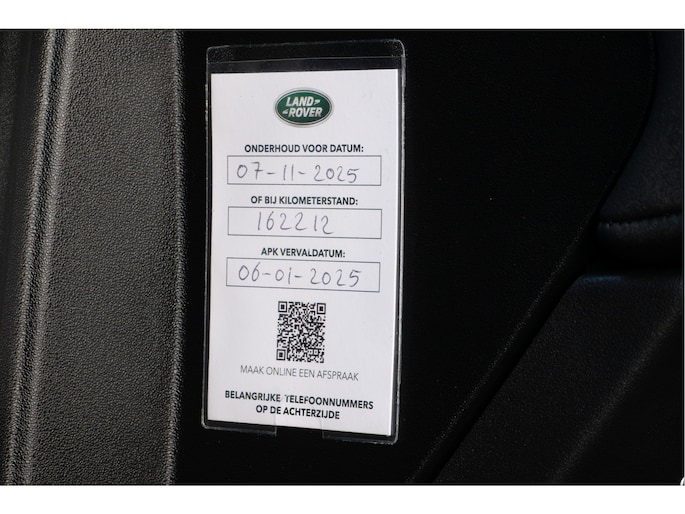 LAND
ROVER
ONDERHOUD VOOR DATUM:
07-11-2025
OF BIJ KILOMETERSTAND:
162212
APK VERVALDATUM:
06-01-2025
MAAK ONLINE EEN AFSPRAAK
BELANGRIJKE TELEFOONNUMMERS
OP DE ACHTERZIJDE